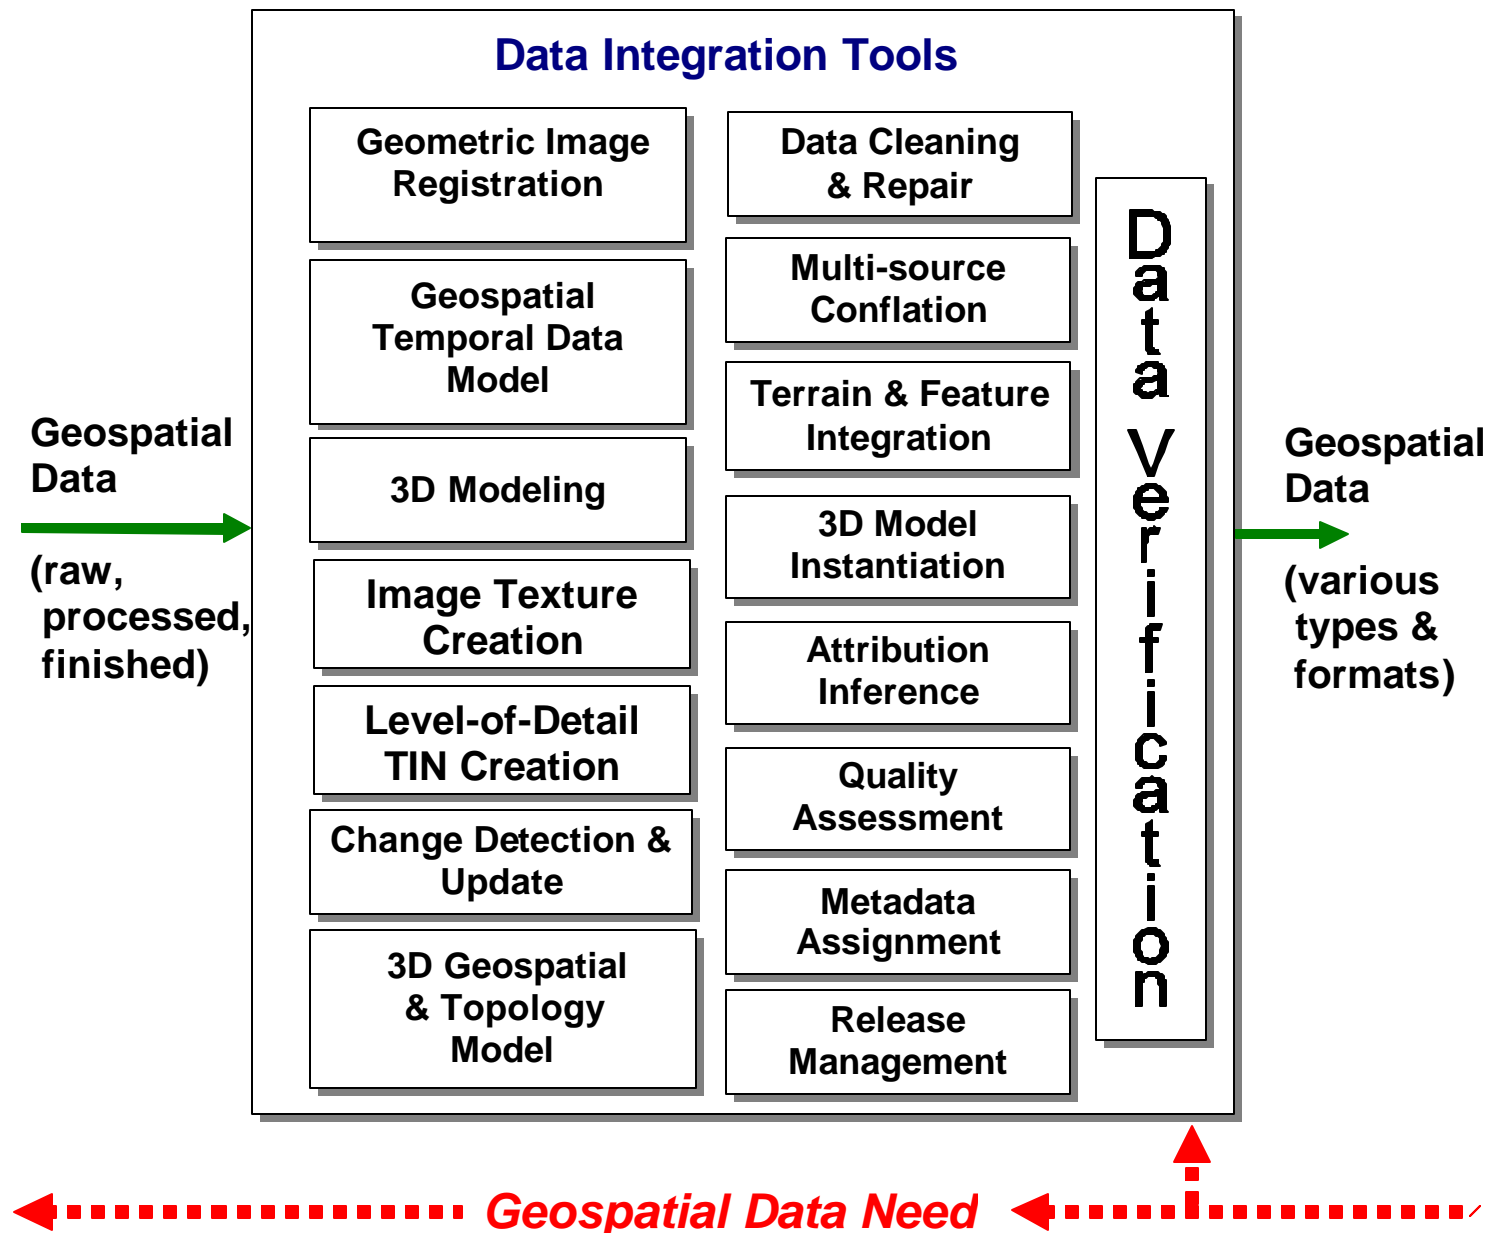 Data Integration Tools
Geometric Image
Registration
Geospatial
Temporal Data
Model
3D Modeling
Image Texture
Creation
Level-of-Detail
TIN Creation
Change Detection &
Update
3D Geospatial
& Topology
Model
Data Cleaning
& Repair
Multi-source
Conflation
Terrain & Feature
Integration
3D Model
Instantiation
Attribution
Inference
Quality
Assessment
Metadata
Assignment
Release
Management
Data Verification
Geospatial
Data
(raw,
processed,
finished)
Geospatial
Data
(various
types &
formats)
Geospatial Data Need